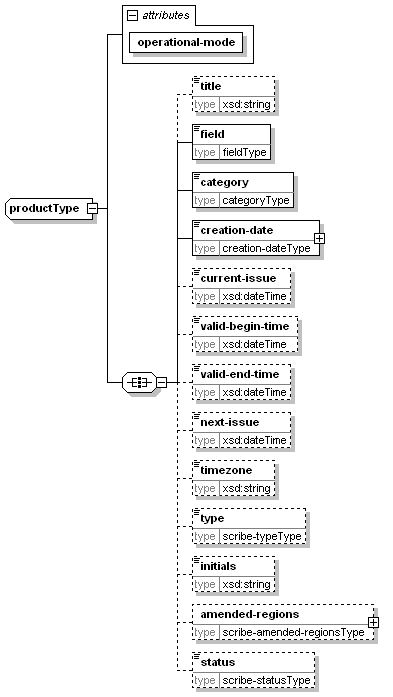 attributes
operational-mode
productType
title
type xsd:string
field
type fieldType
category
type categoryType
creation-date
type creation-dateType
current-issue
type xsd:dateTime
valid-begin-time
type xsd:dateTime
valid-end-time
type xsd:dateTime
next-issue
type xsd:dateTime
timezone
type xsd:string
type
type scribe-typeType
initials
type xsd:string
amended-regions
type scribe-amended-regionsType
status
type scribe-statusType